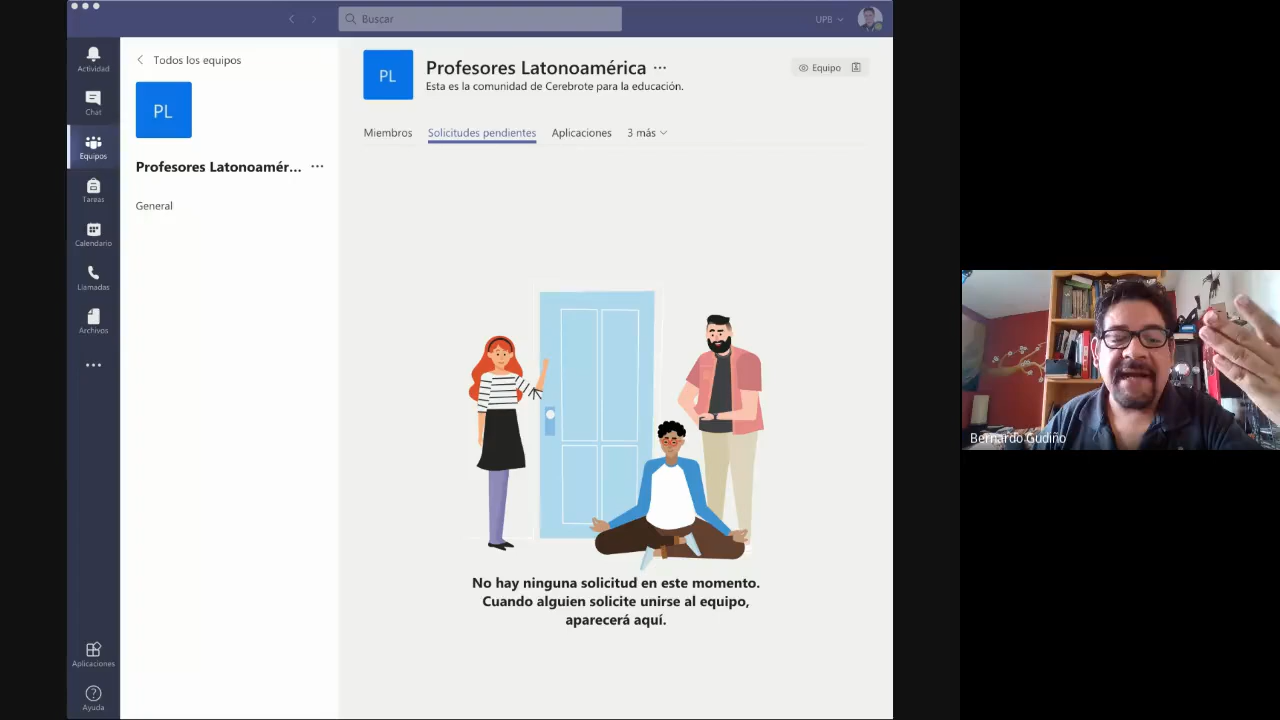 Buscar
UPB
Actividad
Chat
Equipos
Tareas
Calendario
Llamadas
Archivos
Aplicaciones
Ayuda
Todos los equipos
PL
Profesores Latonoamér...
General
PL
Profesores Latonoamérica
Esta es la comunidad de Cerebrote para la educación.
Equipo
Miembros Solicitudes pendientes Aplicaciones 3 más
No hay ninguna solicitud en este momento.
Cuando alguien solicite unirse al equipo,
aparecerá aquí.
Bernardo Gudiño